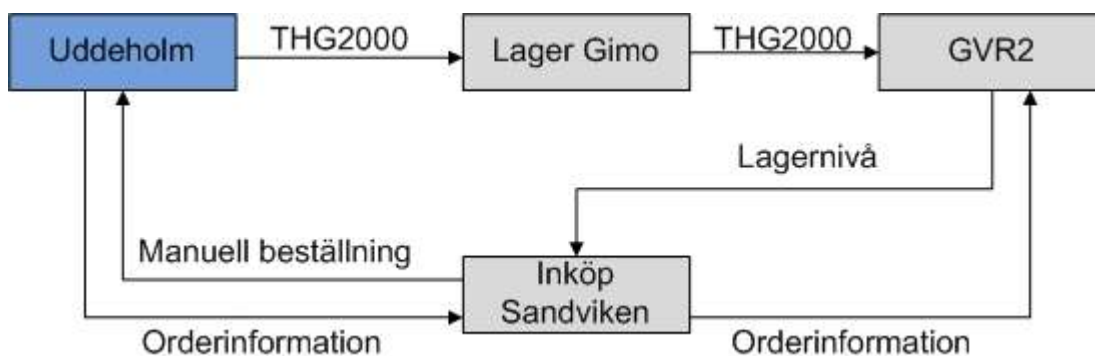 Uddeholm
THG2000
Lager Gimo
THG2000
GVR2
Lagernivå
Manuell beställning
Inköp
Sandviken
Orderinformation
Orderinformation